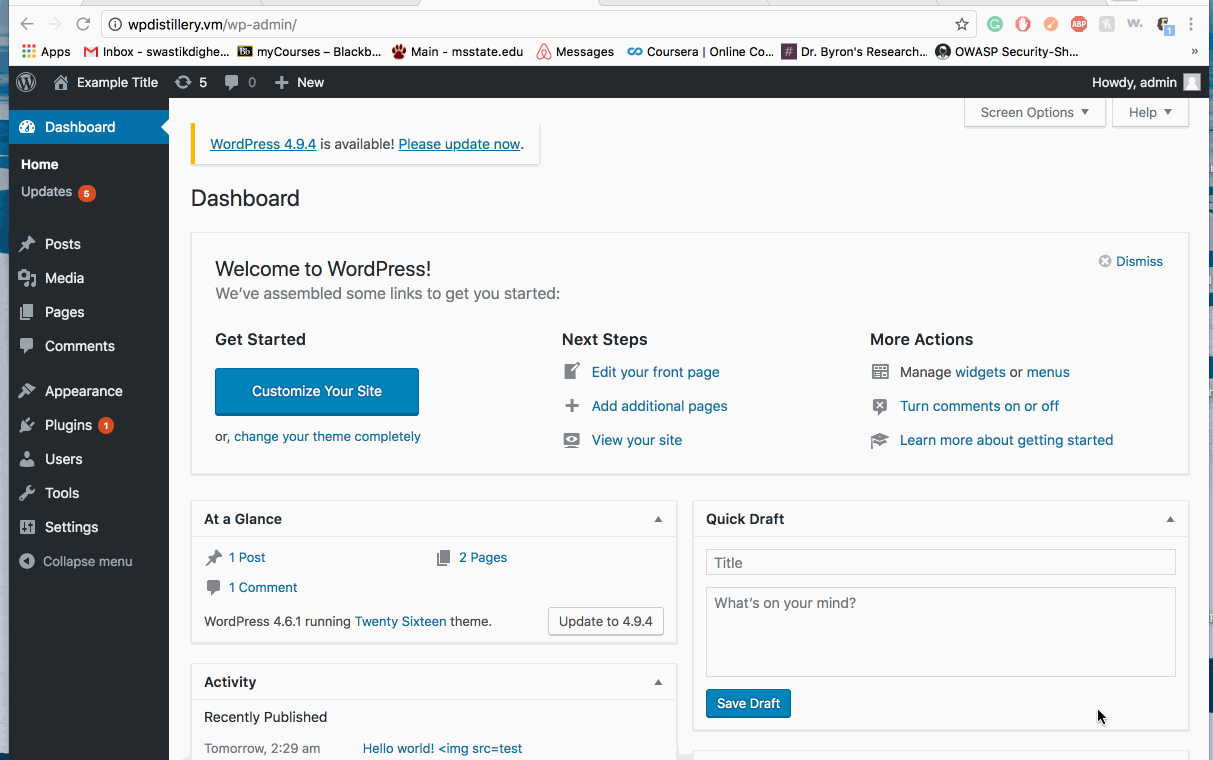 wpdistillery.vm/wp-admin/
Apps Inbox - swastikdighe... Bb myCourses – Blackb... Main - msstate.edu Messages Coursera | Online Co... # Dr. Byron's Research... OWASP Security-Sh... »
Example Title 5 0 New Howdy, admin
Screen Options Help
Dashboard
Home
Updates 5
Posts
Media
Pages
Comments
Appearance
Plugins 1
Users
Tools
Settings
Collapse menu
WordPress 4.9.4 is available! Please update now.
Dashboard
Welcome to WordPress! Dismiss
We've assembled some links to get you started:
Get Started
Customize Your Site
or, change your theme completely
Next Steps
Edit your front page
Add additional pages
View your site
More Actions
Manage widgets or menus
Turn comments on or off
Learn more about getting started
At a Glance
1 Post 2 Pages
1 Comment
WordPress 4.6.1 running Twenty Sixteen theme. Update to 4.9.4
Activity
Recently Published
Tomorrow, 2:29 am Hello world! <img src=test
Quick Draft
Title
What's on your mind?
Save Draft